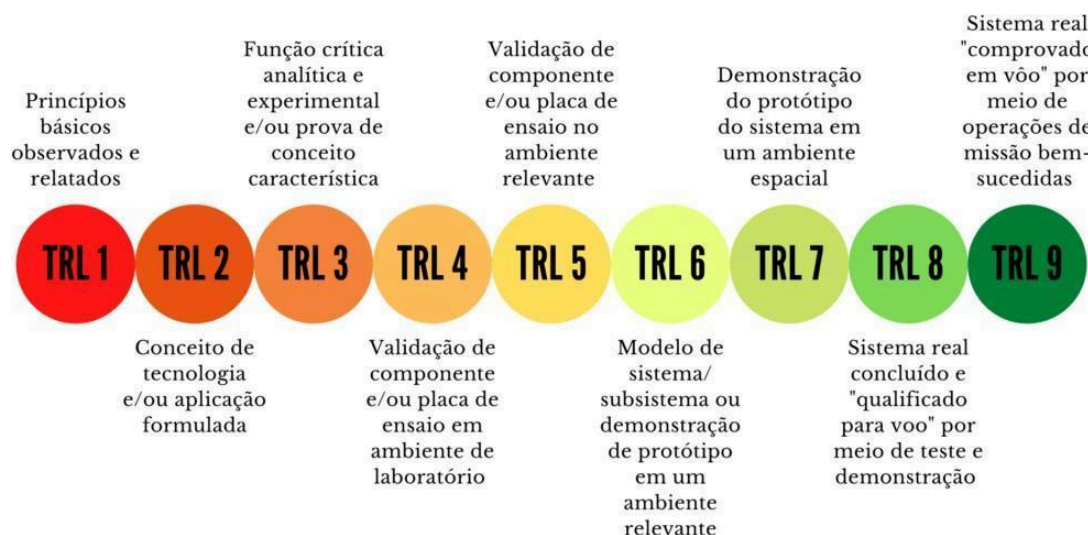 Princípios
básicos
observados e
relatados
TRL 1
Conceito de
tecnologia
e/ou aplicação
formulada
TRL 2
Função crítica
analítica e
experimental
e/ou prova de
conceito
característica
TRL 3
Validação de
componente
e/ou placa de
ensaio em
ambiente de
laboratório
TRL 4
Validação de
componente
e/ou placa de
ensaio no
ambiente
relevante
TRL 5
Modelo de
sistema/
subsistema ou
demonstração
de protótipo
em um
ambiente
relevante
TRL 6
Demonstração
do protótipo
do sistema em
um ambiente
espacial
TRL 7
Sistema real
concluído e
"qualificado
para voo" por
meio de teste e
demonstração
TRL 8
Sistema real
"comprovado
em vôo" por
meio de
operações de
missão bem-
sucedidas
TRL 9